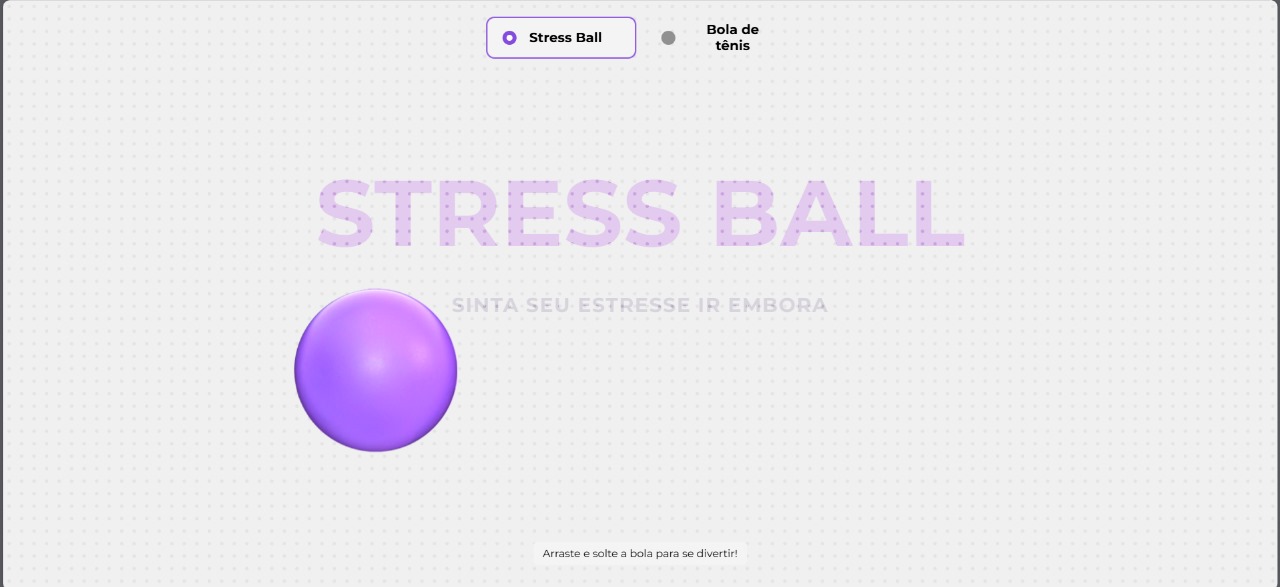 Stress Ball
Bola de
tênis
STRESS BALL
SINTA SEU ESTRESSE IR EMBORA
Arraste e solte a bola para se divertir!